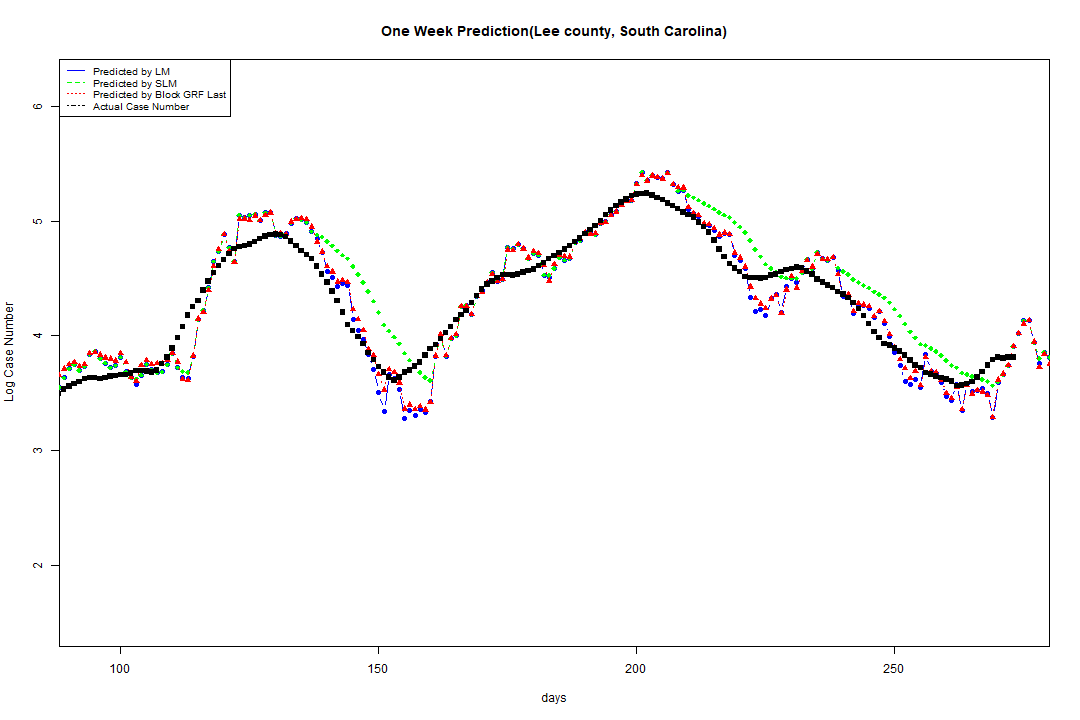 One Week Prediction(Lee county, South Carolina)
Predicted by LM
Predicted by SLM
Predicted by Block GRF Last
Actual Case Number
6
5
4
3
2
Log Case Number
100
150
200
250
days